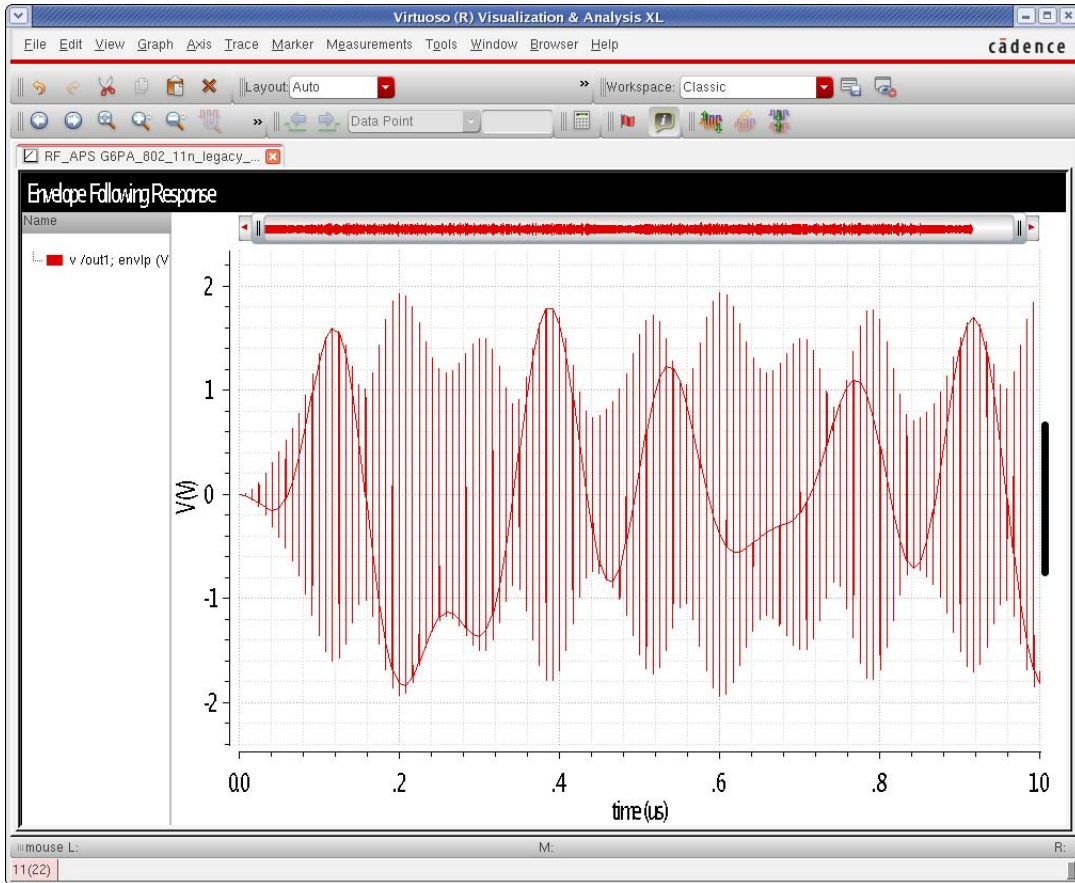 Virtuoso (R) Visualization & Analysis XL
File Edit View Graph Axis Trace Marker Measurements Tools Window Browser Help
cādence
Layout: Auto
» Workspace: Classic
» Data Point
RF_APS G6PA_802_11n_legacy_...
Envelope Following Response
Name
v /out1; envlp (V
2
1
0
-1
-2
V (V)
0.0 .2 .4 .6 .8 1.0
time (us)
mouse L: M: R:
11(22)